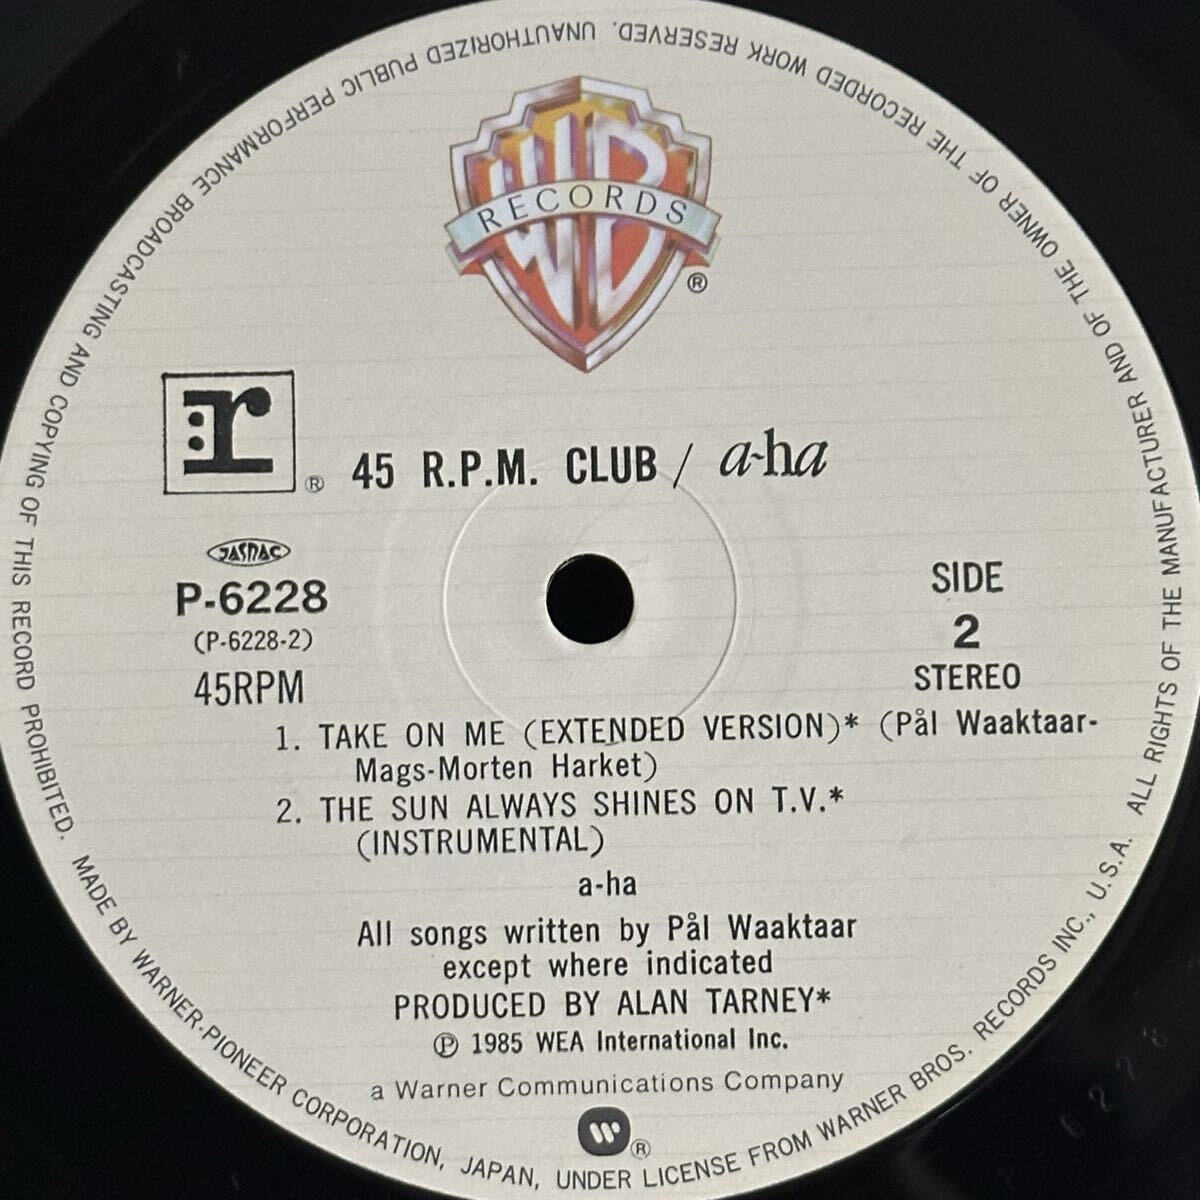 UNAUTHORIZED PUBLIC PERFORMANCE BROADCASTING AND COPYING OF THIS RECORD PROHIBITED. MADE BY WARNER-PIONEER CORPORATION, JAPAN, UNDER LICENSE FROM WARNER BROS. RECORDS INC., U.S.A. ALL RIGHTS OF THE MANUFACTURER AND OF THE OWNER OF THE RECORDED WORK RESERVED.
WB
RECORDS
®
r
®
45 R.P.M. CLUB / a-ha
JASRAC
P-6228
(P-6228-2)
45RPM
SIDE
2
STEREO
1. TAKE ON ME (EXTENDED VERSION)* (Pål Waaktaar-
Mags-Morten Harket)
2. THE SUN ALWAYS SHINES ON T.V.*
(INSTRUMENTAL)
a-ha
All songs written by Pål Waaktaar
except where indicated
PRODUCED BY ALAN TARNEY*
℗ 1985 WEA International Inc.
a Warner Communications Company
W
®
P 6228